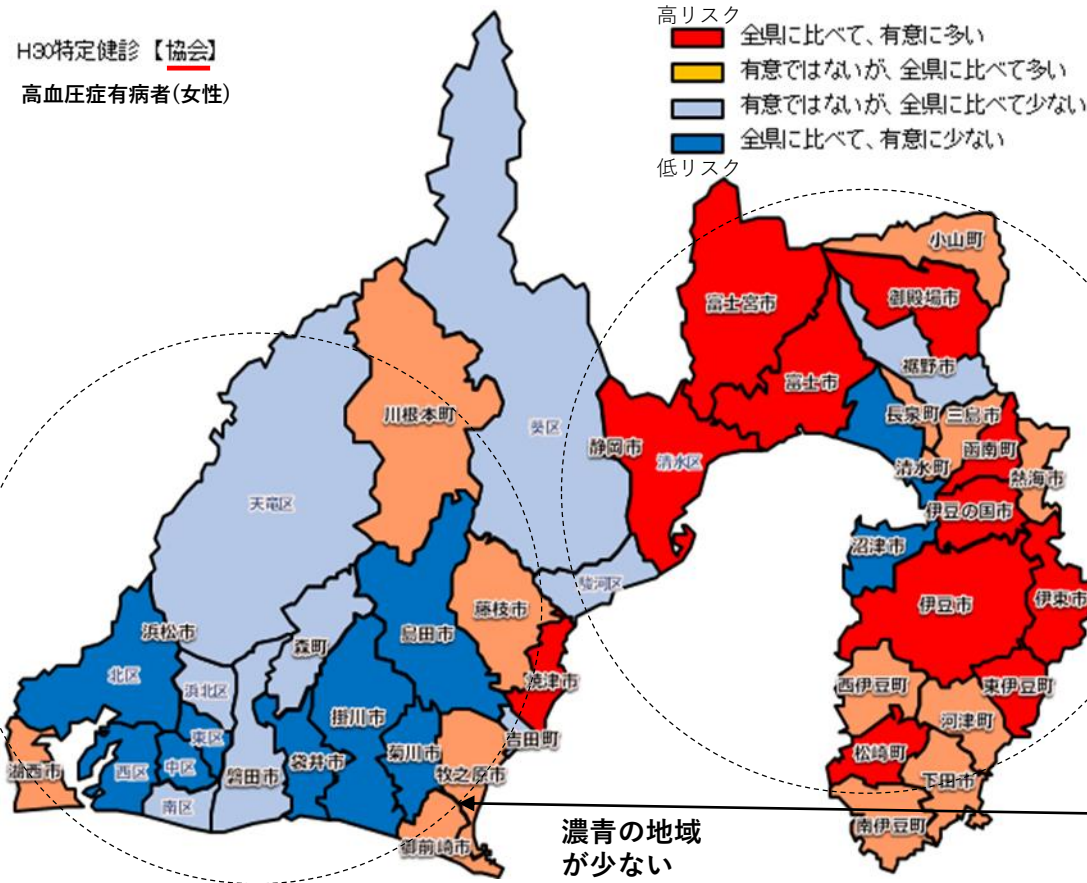 H30特定健診【協会】
高血圧症有病者(女性)
高リスク
全県に比べて、有意に多い
有意ではないが、全県に比べて多い
有意ではないが、全県に比べて少ない
全県に比べて、有意に少ない
低リスク
小山町
富士宮市
御殿場市
裾野市
富士市
川根本町
長泉町
三島市
葵区
静岡市
清水区
函南町
清水町
熱海市
天竜区
伊豆の国市
沼津市
駿河区
藤枝市
伊豆市
伊東市
浜松市
島田市
森町
北区
焼津市
西伊豆町
東伊豆町
浜北区
掛川市
河津町
東区
菊川市
吉田町
松崎町
湖西市
西区
中区
磐田市
袋井市
牧之原市
下田市
南区
南伊豆町
御前崎市
濃青の地域
が少ない